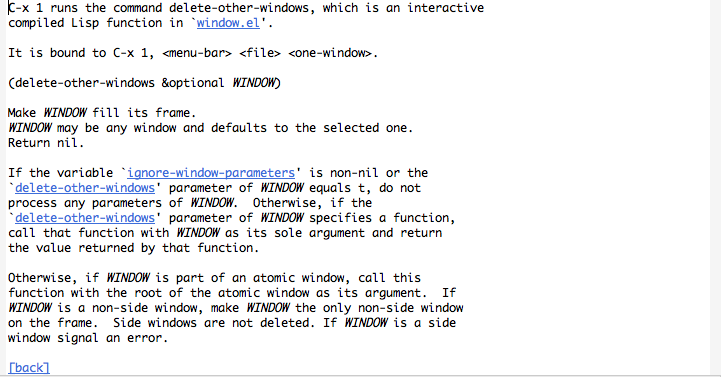 C-x 1 runs the command delete-other-windows, which is an interactive
compiled Lisp function in `window.el'.
It is bound to C-x 1, <menu-bar> <file> <one-window>.
(delete-other-windows &optional WINDOW)
Make WINDOW fill its frame.
WINDOW may be any window and defaults to the selected one.
Return nil.
If the variable `ignore-window-parameters' is non-nil or the
`delete-other-windows' parameter of WINDOW equals t, do not
process any parameters of WINDOW.  Otherwise, if the
`delete-other-windows' parameter of WINDOW specifies a function,
call that function with WINDOW as its sole argument and return
the value returned by that function.
Otherwise, if WINDOW is part of an atomic window, call this
function with the root of the atomic window as its argument.  If
WINDOW is a non-side window, make WINDOW the only non-side window
on the frame.  Side windows are not deleted. If WINDOW is a side
window signal an error.
[back]